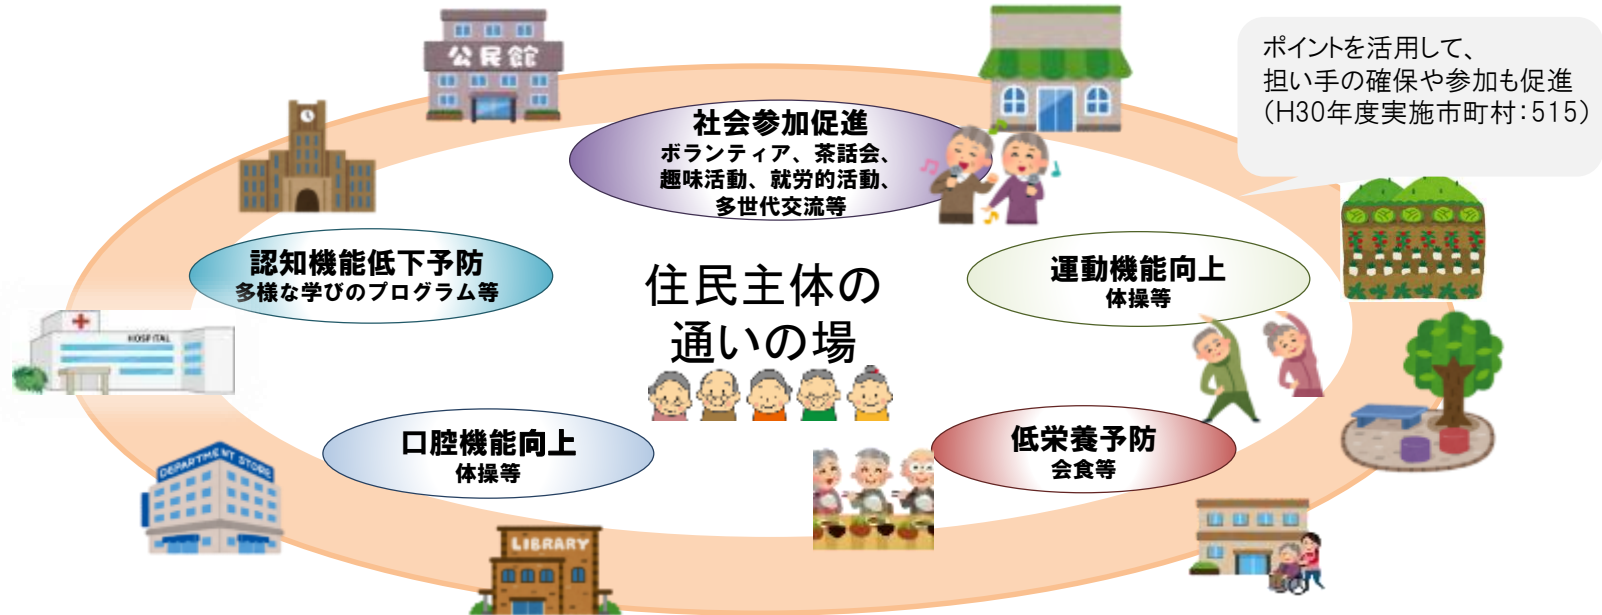 公民館
ポイントを活用して、
担い手の確保や参加も促進
（H30年度実施市町村：515）
社会参加促進
ボランティア、茶話会、
趣味活動、就労的活動、
多世代交流等
認知機能低下予防
多様な学びのプログラム等
運動機能向上
体操等
住民主体の
通いの場
HOSPITAL
口腔機能向上
体操等
低栄養予防
会食等
DEPARTMENT STORE
LIBRARY